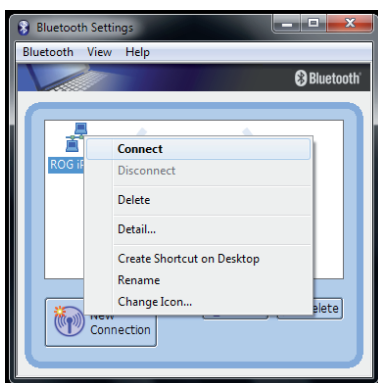 Bluetooth Settings
Bluetooth View Help
Bluetooth
ROG
Connect
Disconnect
Delete
Detail...
Create Shortcut on Desktop
Rename
Change Icon...
New
Connection